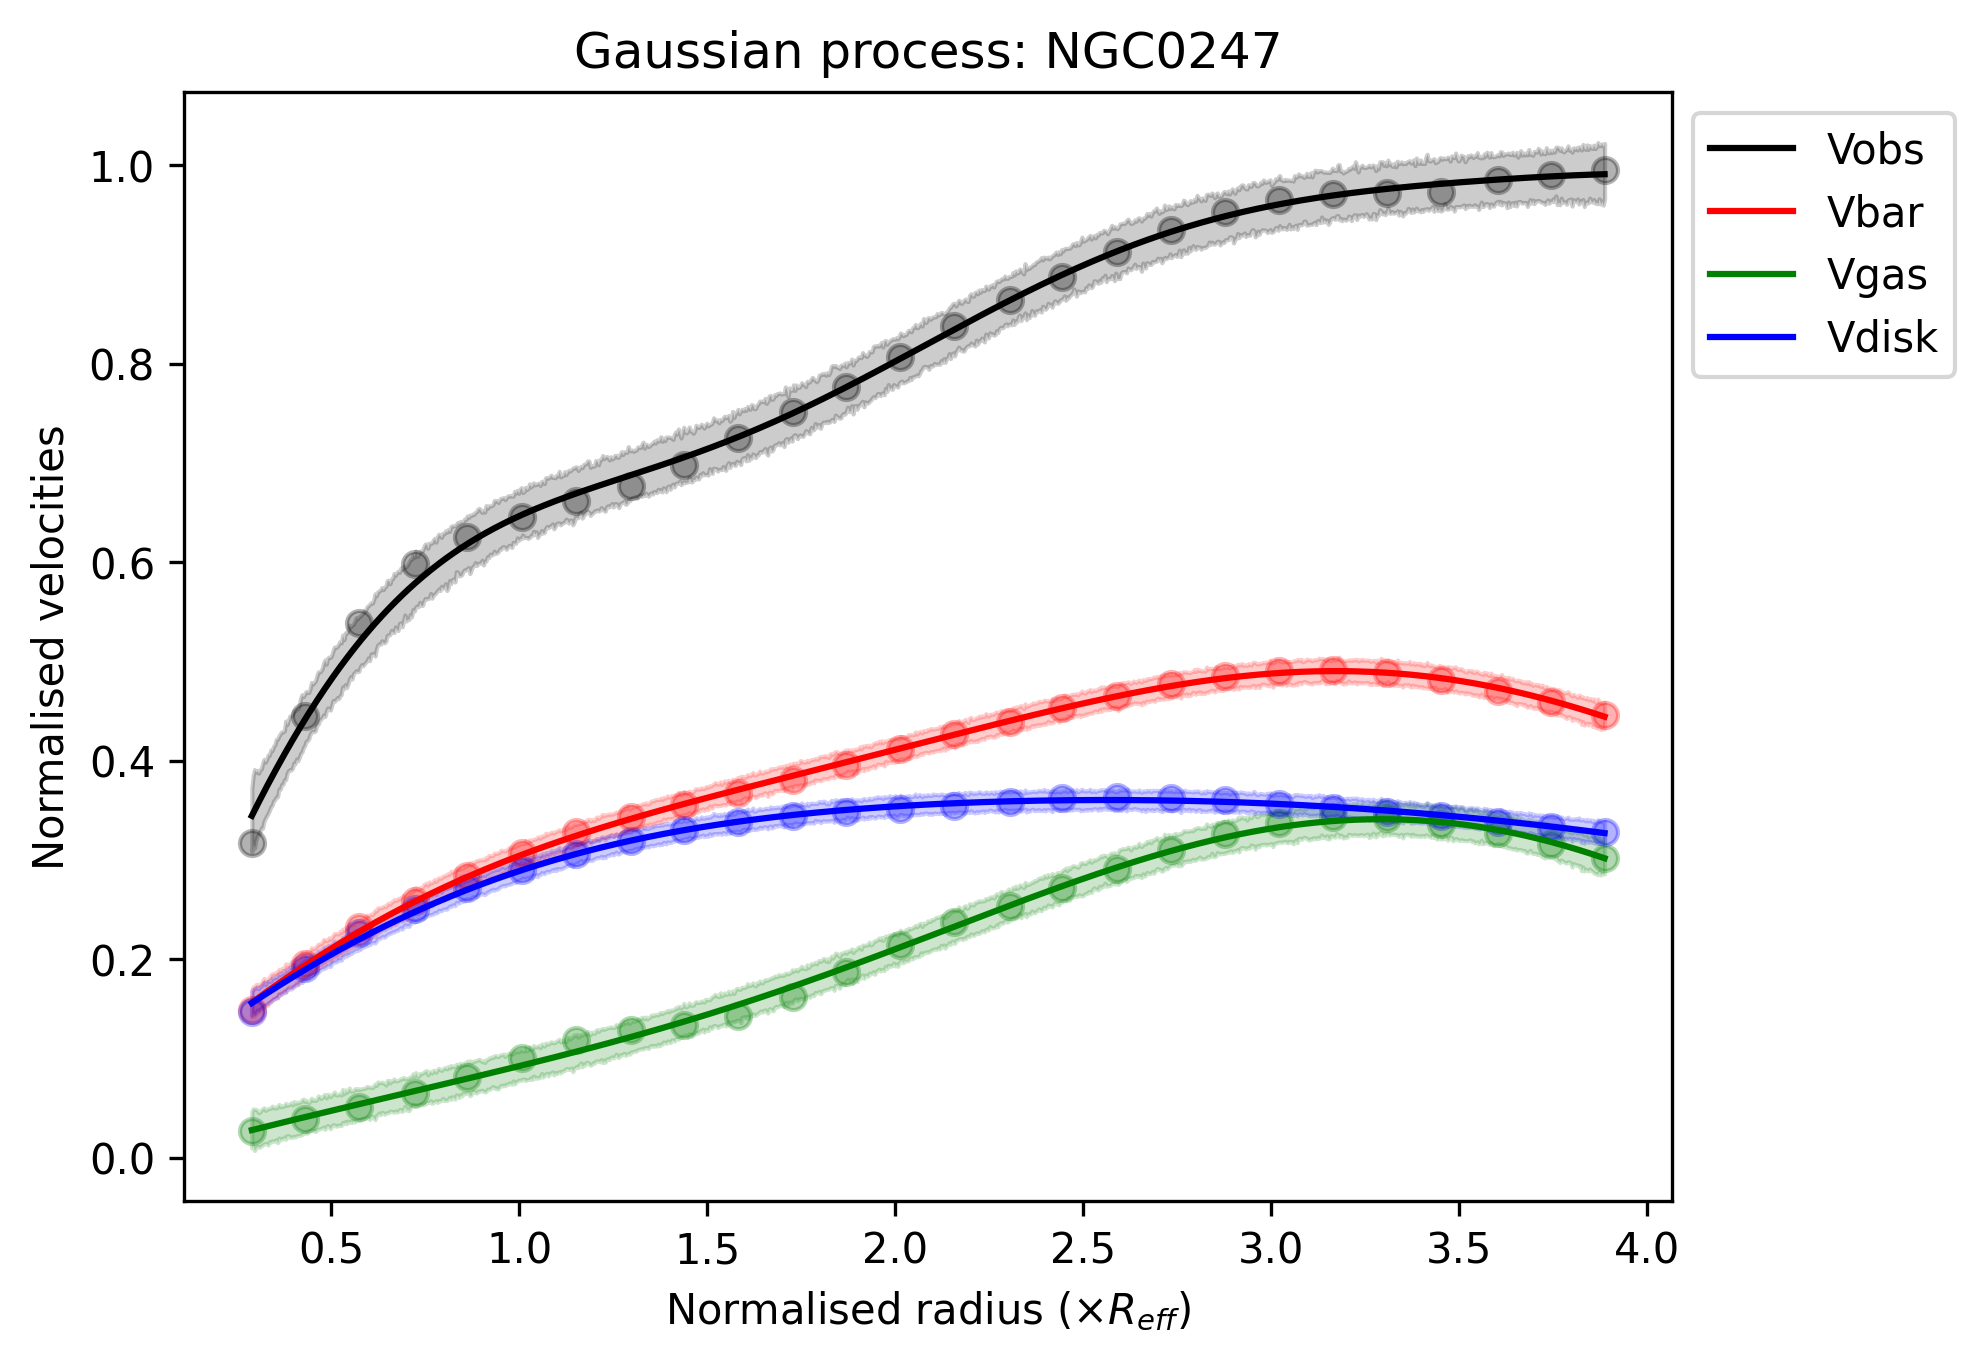 Gaussian process: NGC0247
Vobs
Vbar
Vgas
Vdisk
Normalised velocities
1.0
0.8
0.6
0.4
0.2
0.0
0.5 1.0 1.5 2.0 2.5 3.0 3.5 4.0
Normalised radius (×R_eff)